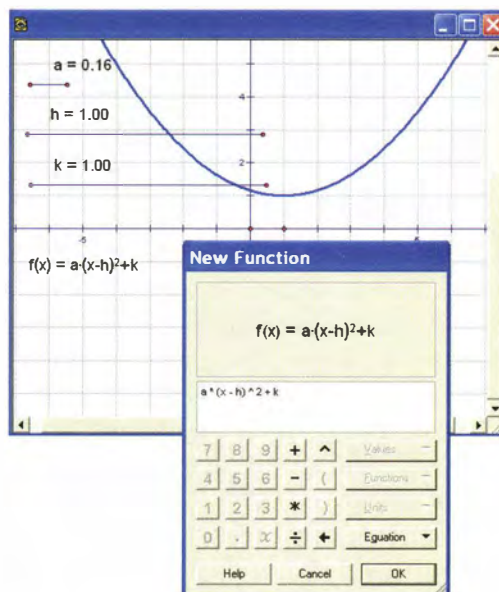 a = 0.16
4
h = 1.00
2
k = 1.00
-5
5
f(x) = a·(x-h)²+k
New Function
f(x) = a·(x-h)²+k
a*(x-h)^2+k
7 8 9 + ^ Values
4 5 6 - ( Functions
1 2 3 * ) Units
0 . x ÷ ← Equation
Help Cancel OK